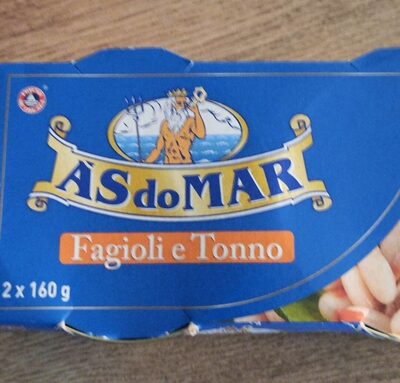 ASdoMAR
Fagioli e Tonno
2 x 160 g